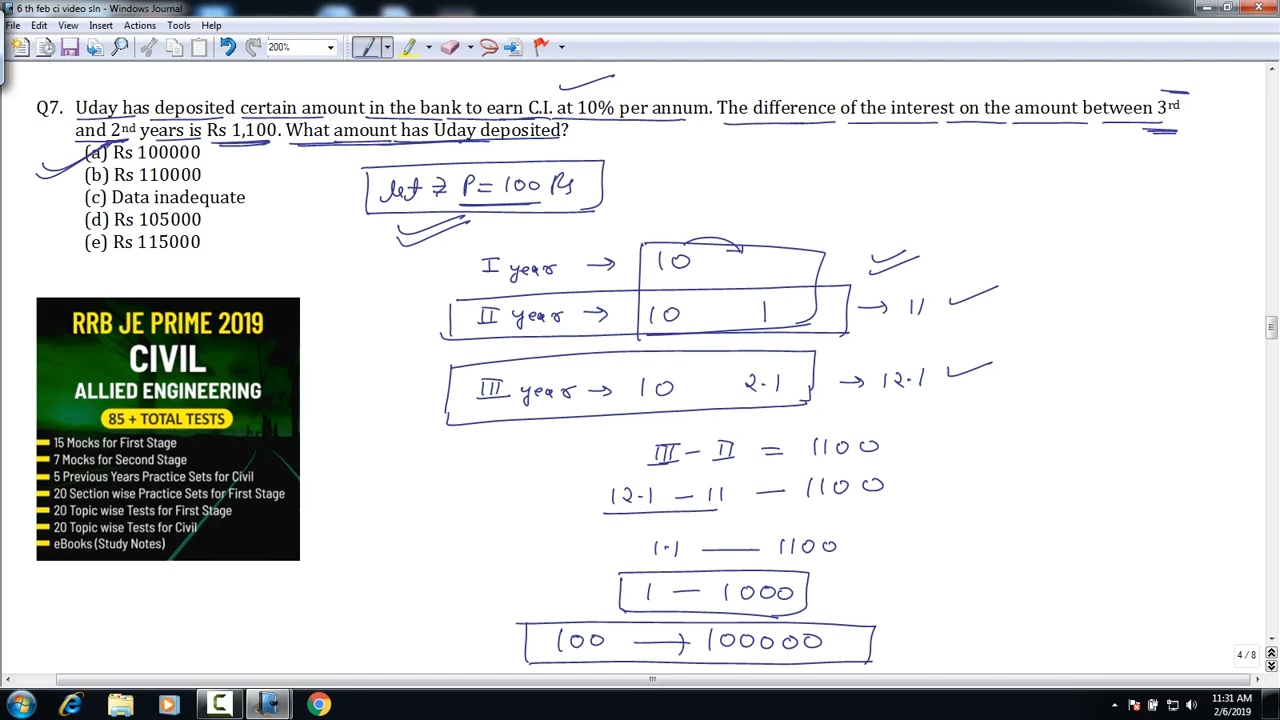 6 th feb ci video sln - Windows Journal
File Edit View Insert Actions Tools Help
200%
Q7. Uday has deposited certain amount in the bank to earn C.I. at 10% per annum. The difference of the interest on the amount between 3rd
and 2nd years is Rs 1,100. What amount has Uday deposited?
(a) Rs 100000
(b) Rs 110000
(c) Data inadequate
(d) Rs 105000
(e) Rs 115000
let P = 100 Rs
I year → 10
II year → 10 1 → 11
III year → 10 2.1 → 12.1
III - II = 1100
12.1 - 11 — 1100
1.1 — 1100
1 — 1000
100 → 100000
RRB JE PRIME 2019
CIVIL
ALLIED ENGINEERING
85 + TOTAL TESTS
15 Mocks for First Stage
7 Mocks for Second Stage
5 Previous Years Practice Sets for Civil
20 Section wise Practice Sets for First Stage
20 Topic wise Tests for First Stage
20 Topic wise Tests for Civil
eBooks (Study Notes)
4 / 8
11:31 AM
2/6/2019